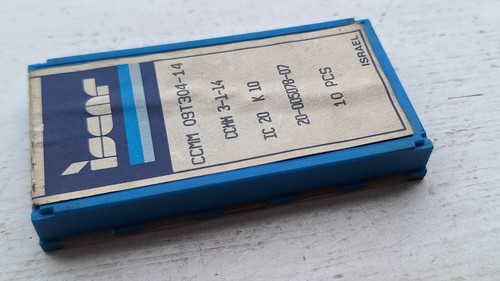 iscar
CCMM 09T304-14
CCMM 3-1-14
IC 20 K 10
20-005078-07
10 PCS
ISRAEL